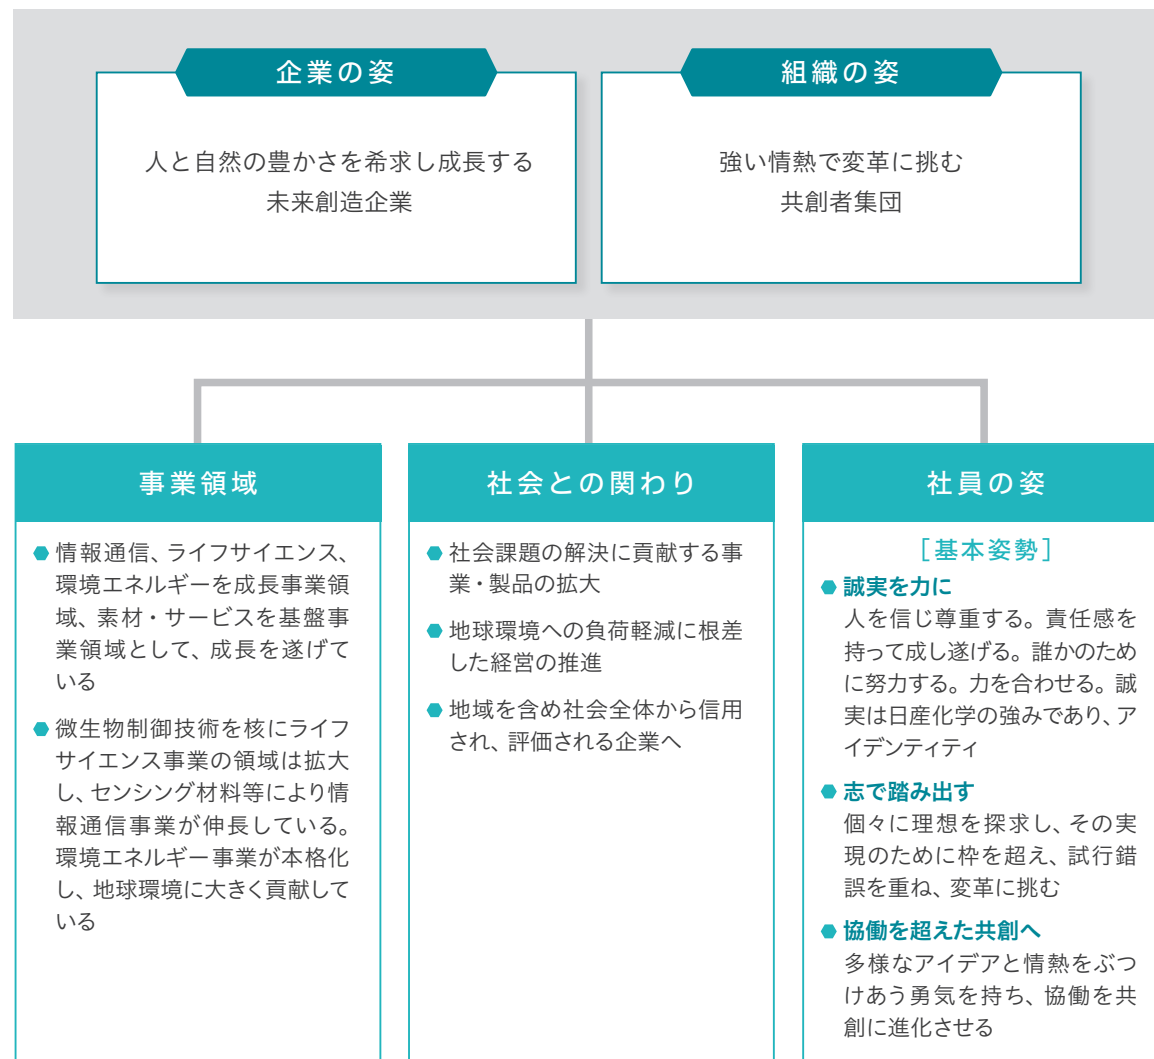 企業の姿
人と自然の豊かさを希求し成長する
未来創造企業
組織の姿
強い情熱で変革に挑む
共創者集団
事業領域
情報通信、ライフサイエンス、
環境エネルギーを成長事業領
域、素材・サービスを基盤事
業領域として、成長を遂げて
いる
微生物制御技術を核にライフ
サイエンス事業の領域は拡大
し、センシング材料等により情
報通信事業が伸長している。
環境エネルギー事業が本格化
し、地球環境に大きく貢献して
いる
社会との関わり
社会課題の解決に貢献する事
業・製品の拡大
地球環境への負荷軽減に根差
した経営の推進
地域を含め社会全体から信用
され、評価される企業へ
社員の姿
［基本姿勢］
誠実を力に
人を信じ尊重する。責任感を
持って成し遂げる。誰かのため
に努力する。力を合わせる。誠
実は日産化学の強みであり、ア
イデンティティ
志で踏み出す
個々に理想を探求し、その実
現のために枠を超え、試行錯
誤を重ね、変革に挑む
協働を超えた共創へ
多様なアイデアと情熱をぶつ
けあう勇気を持ち、協働を共
創に進化させる